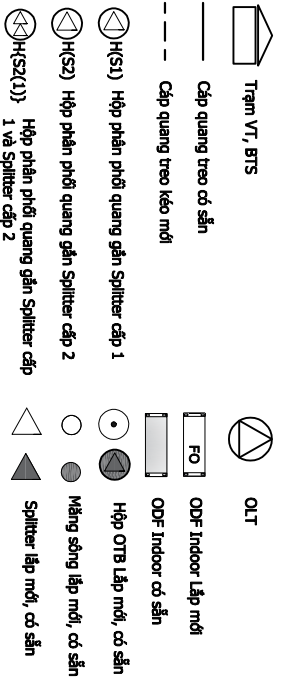 Trạm VT, BTS
Cáp quang treo có sẵn
Cáp quang treo kéo mới
H(S1) Hộp phân phối quang gắn Splitter cấp 1
H(S2) Hộp phân phối quang gắn Splitter cấp 2
H{S2(1)} Hộp phân phối quang gắn Splitter cấp
1 và Splitter cấp 2
OLT
FO ODF Indoor Lắp mới
ODF Indoor có sẵn
Hộp OTB Lắp mới, có sẵn
Măng sông lắp mới, có sẵn
Splitter lắp mới, có sẵn